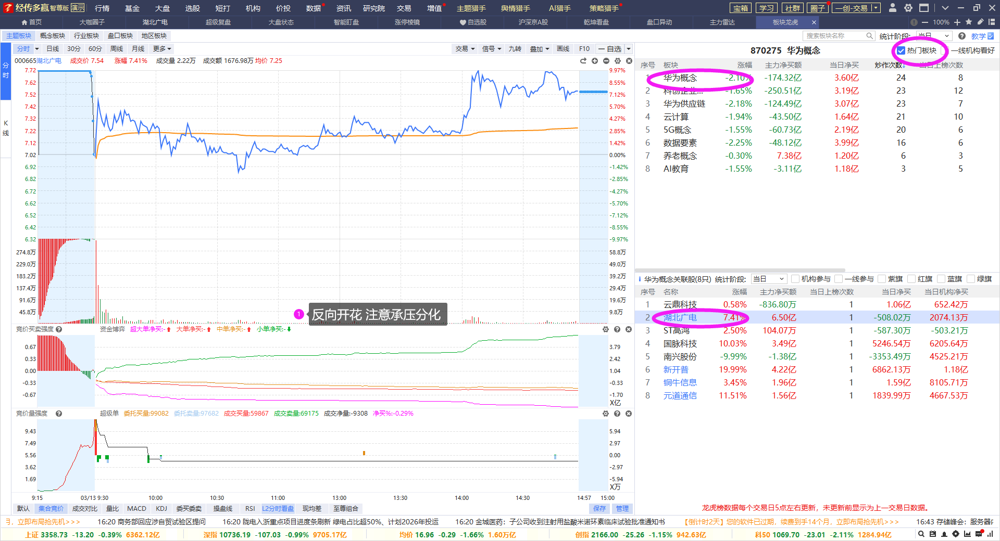 经传多赢 智尊版 演示 行情 基金 大盘 选股 短打 机构 价投 数据 资讯 研究院 交易 增值 主题猎手 舆情猎手 AI猎手 策略猎手 宝箱 学习 社群 圈子 一创-交易
首页 大咖圈子 湖北广电 超级复盘 大盘状态 智能盯盘 涨停棱镜 自选股 沪深京A股 乾坤看盘 盘口异动 主力雷达 板块龙虎 100%
主题板块 概念板块 行业板块 盘口板块 地区板块 搜索板块名称 统计阶段: 当日 教学
分时 日线 30分 60分 周线 月线 更多 交易 信号 九转 叠加 画线 F10 自选
分时
K线
000665湖北广电 成交价 7.54 涨幅 7.41% 成交量 2.22万 成交额 1676.98万 均价 7.25
7.72 9.97%
7.62 8.55%
7.52 7.12%
7.42 5.70%
7.32 4.27%
7.22 2.85%
7.12 1.42%
7.02 0.00%
6.92 -1.42%
6.82 -2.85%
6.72 -4.27%
6.62 -5.70%
6.52 -7.12%
6.42 -8.55%
6.32 -9.97%
274.8万 58.8万
229.0万 49.0万
183.2万 39.2万
137.4万 29.4万
91.6万 19.6万
45.8万 9.8万
1 反向开花 注意承压分化
竞价买卖强度 资金博弈 超大单净买:- 大单净买:- 中单净买:- 小单净买:-
0.67 3.79
0.33 2.42
0.00 1.04
-0.33 -0.33
-0.67 -1.70
X亿
竞价量强度 超级单 委托买量:99082 委托卖量:97682 成交买量:59867 成交卖量:69175 成交净量:-9308 净买%:-0.29%
9.43 5.94
7.49 2.97
5.56 0.00
3.62 -2.97
1.69 -5.94
X万
9:15 03/13 9:30 10:00 10:30 11:00 13:00 13:30 14:00 14:30 14:57 15:00
默认 集合竞价 成交对比 量比 MACD KDJ 委买委卖 操盘线 RSI L2分时看盘 现均差 至尊组合 保存 管理
870275 华为概念 热门板块 一线机构看好
序号 板块 涨幅 主力净买额 当日净买 炒作次数 当日上榜次数
1 华为概念 -2.10% -174.32亿 3.60亿 24 8
2 科创企业... -1.65% -250.51亿 3.19亿 23 12
3 华为供应链 -2.18% -124.49亿 3.07亿 23 7
4 云计算 -1.94% -43.50亿 1.64亿 21 10
5 5G概念 -1.55% -60.73亿 2.19亿 20 6
6 数据要素 -2.25% -48.12亿 3.99亿 16 6
7 养老概念 -0.30% 7.38亿 1.20亿 6 3
8 AI教育 -1.55% -3.11亿 1.18亿 3 5
华为概念关联股(8只) 统计阶段: 当日 机构参与 一线参与 紫旗 红旗 蓝旗 绿旗
序号 名称 涨幅 主力净买额 当日上榜次数 当日净买 当日机构净买
1 云鼎科技 0.58% -836.80万 1 1.06亿 652.42万
2 湖北广电 7.41% 6.50亿 1 -508.02万 2074.13万
3 ST高鸿 2.50% 104.07万 1 -587.30万 -503.21万
4 国脉科技 10.03% 3.49亿 1 5246.54万 6205.64万
5 南兴股份 -9.99% -1.38亿 1 -3353.49万 4525.21万
6 新开普 19.99% 4.22亿 1 6862.13万 1.18亿
7 铜牛信息 3.45% 1.96亿 1 1.59亿 8105.71万
8 元道通信 11.51% 1.56亿 1 1839.99万 4667.53万
龙虎榜数据每个交易日5点左右更新，未更新前显示为上一交易日数据。
月，立即布局抢先机>>> 16:20 商务部回应涉自贸试验区提问 16:20 陇电入浙重点项目进度条刷新 绿电占比超50%、计划2026年投运 16:20 金城医药：子公司收到注射用盐酸米诺环素临床试验批准通知书 【倒计时2天】您的软件已过期，续费到手14个月，立即布局抢先机>>> 16:43 存储峰会：服务器
上证 3358.73 -13.20 -0.39% 6362.12亿 深指 10736.19 -107.03 -0.99% 9705.17亿 均价 16.96 -0.29 -1.66% 1.60万亿 创指 2166.00 -25.26 -1.15% 942.63亿 科50 1069.70 -23.01 -2.11% 1284.94亿